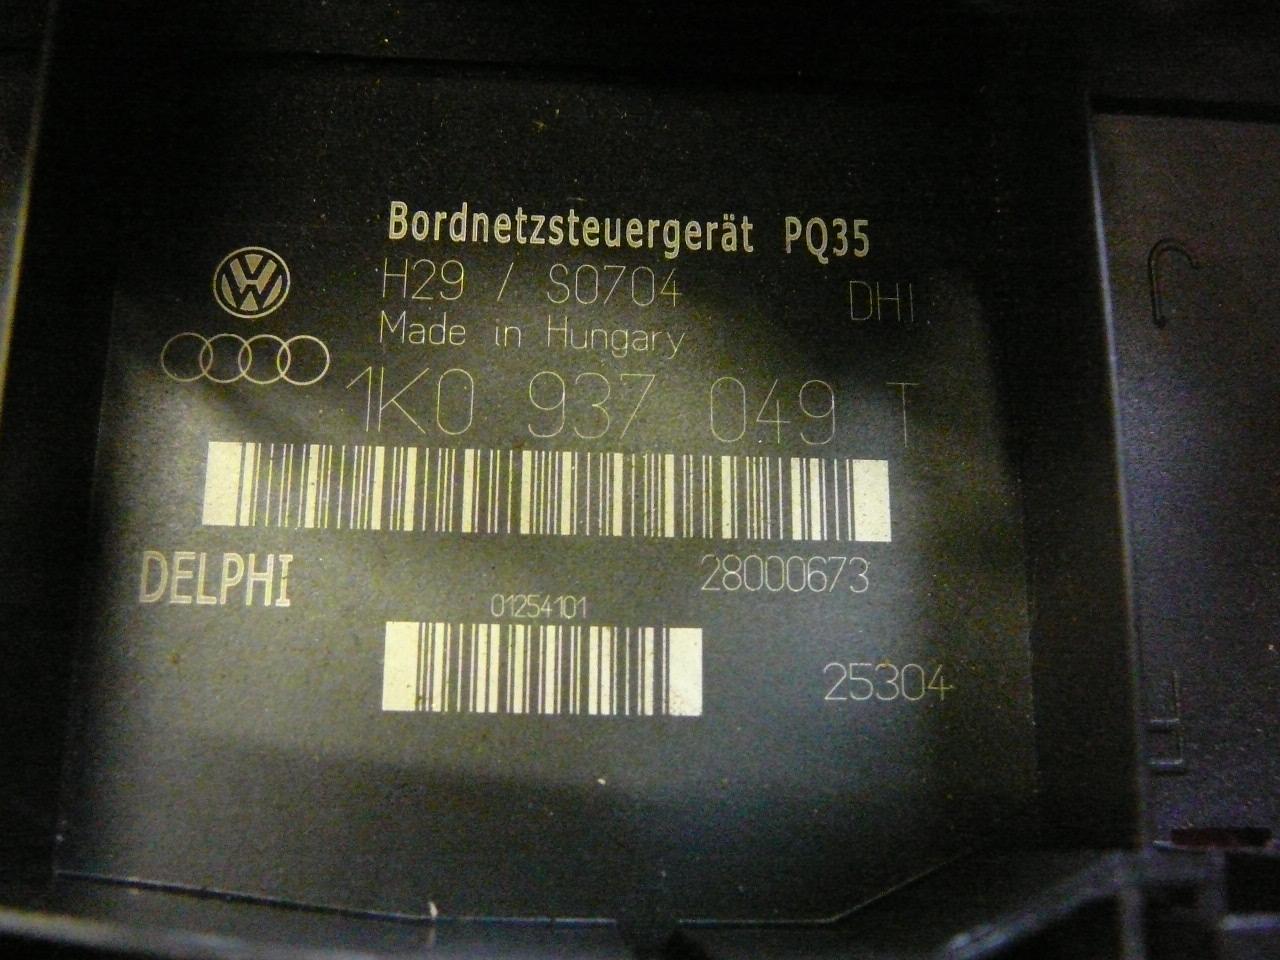 Bordnetzsteuergerät PQ35
H29 / S0704 DHI
Made in Hungary
1K0 937 049 T
DELPHI
28000673
01254101
25304